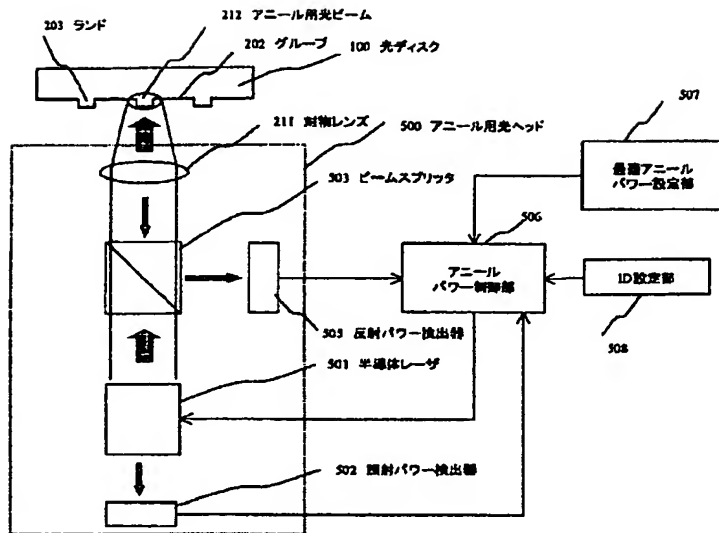 203 ランド
212 アニール用光ビーム
202 グルーブ
100 光ディスク
211 対物レンズ
500 アニール用光ヘッド
503 ビームスプリッタ
507
最適アニール
パワー設定部
506
アニール
パワー制御部
ID設定部
508
505 反射パワー検出器
501 半導体レーザ
502 照射パワー検出器